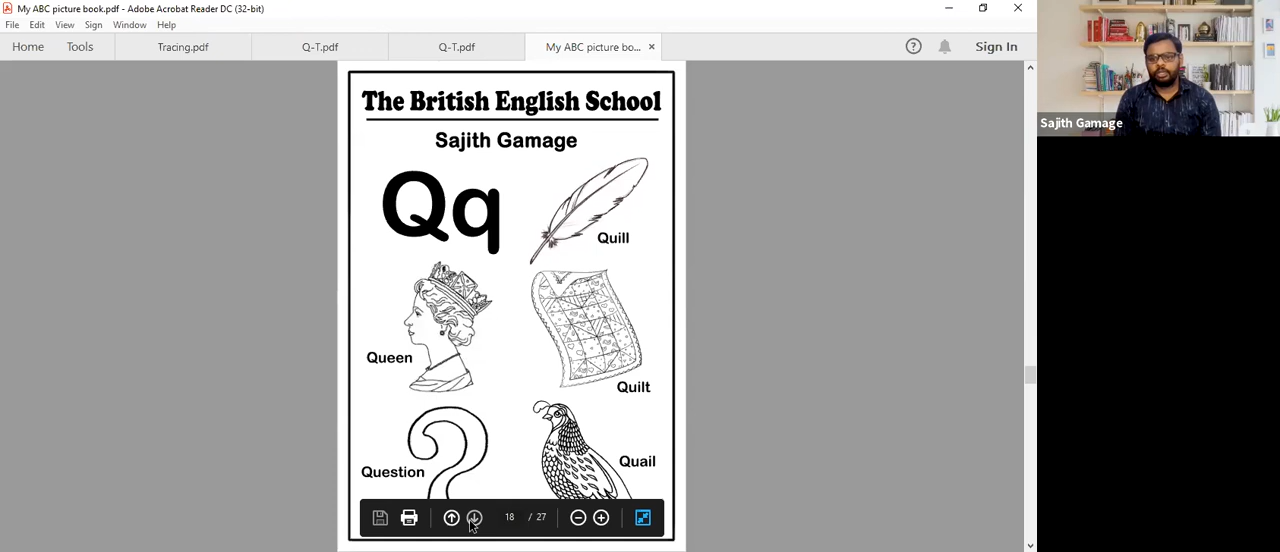 My ABC picture book.pdf - Adobe Acrobat Reader DC (32-bit)
File Edit View Sign Window Help
Home Tools Tracing.pdf Q-T.pdf Q-T.pdf My ABC picture bo... Sign In
The British English School
Sajith Gamage
Qq
Quill
Queen
Quilt
Question
Quail
18 / 27
Sajith Gamage